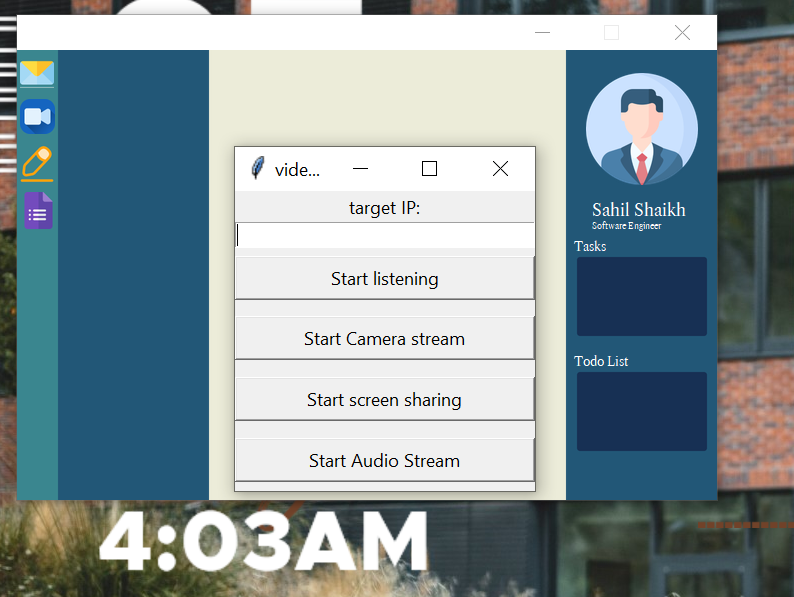 vide...
target IP:
Start listening
Start Camera stream
Start screen sharing
Start Audio Stream
Sahil Shaikh
Software Engineer
Tasks
Todo List
4:03AM